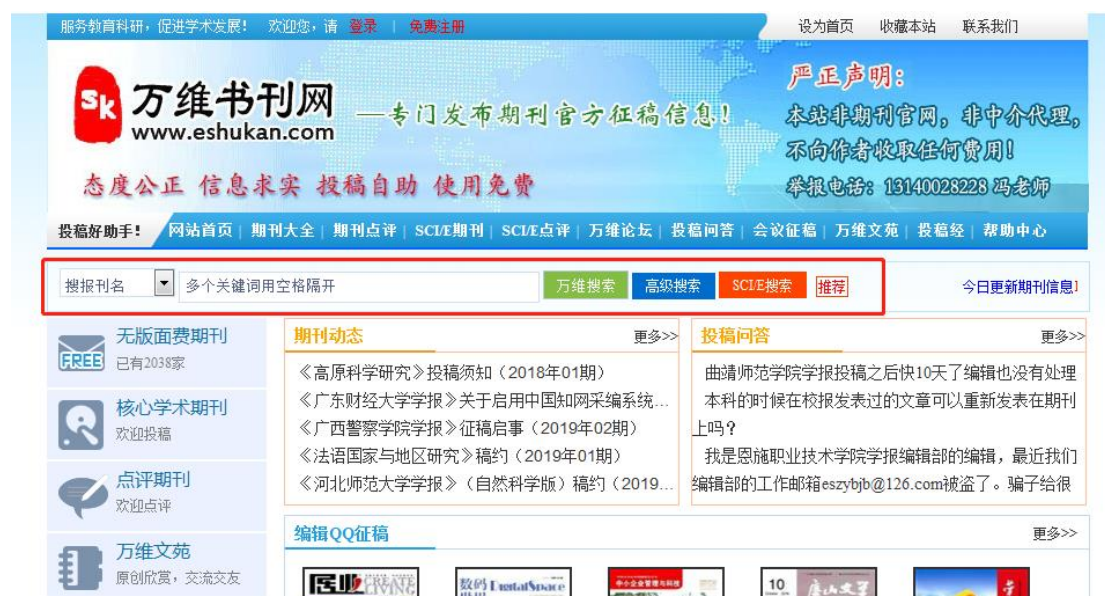 服务教育科研，促进学术发展！ 欢迎您，请 登录 | 免费注册
设为首页 收藏本站 联系我们
Sk 万维书刊网
www.eshukan.com
—专门发布期刊官方征稿信息！
态度公正 信息求实 投稿自助 使用免费
严正声明：
本站非期刊官网，非中介代理，
不向作者收取任何费用！
举报电话：13140028228 冯老师
投稿好助手！ 网站首页 | 期刊大全 | 期刊点评 | SCI/E期刊 | SCI/E点评 | 万维论坛 | 投稿问答 | 会议征稿 | 万维文苑 | 投稿经 | 帮助中心
搜报刊名 多个关键词用空格隔开 万维搜索 高级搜索 SCI/E搜索 推荐 今日更新期刊信息1
无版面费期刊
FREE 已有2038家
核心学术期刊
欢迎投稿
点评期刊
欢迎点评
万维文苑
原创欣赏，交流交友
期刊动态 更多>>
《高原科学研究》投稿须知（2018年01期）
《广东财经大学学报》关于启用中国知网采编系统...
《广西警察学院学报》征稿启事（2019年02期）
《法语国家与地区研究》稿约（2019年01期）
《河北师范大学学报》（自然科学版）稿约（2019...
投稿问答 更多>>
曲靖师范学院学报投稿之后快10天了编辑也没有处理
本科的时候在校报发表过的文章可以重新发表在期刊
上吗？
我是恩施职业技术学院学报编辑部的编辑，最近我们
编辑部的工作邮箱eszybjb@126.com被盗了。骗子给很
编辑QQ征稿 更多>>
CREATE
LIVING
数码 DigitalSpace
中小企业管理与科技
10
唐山文学